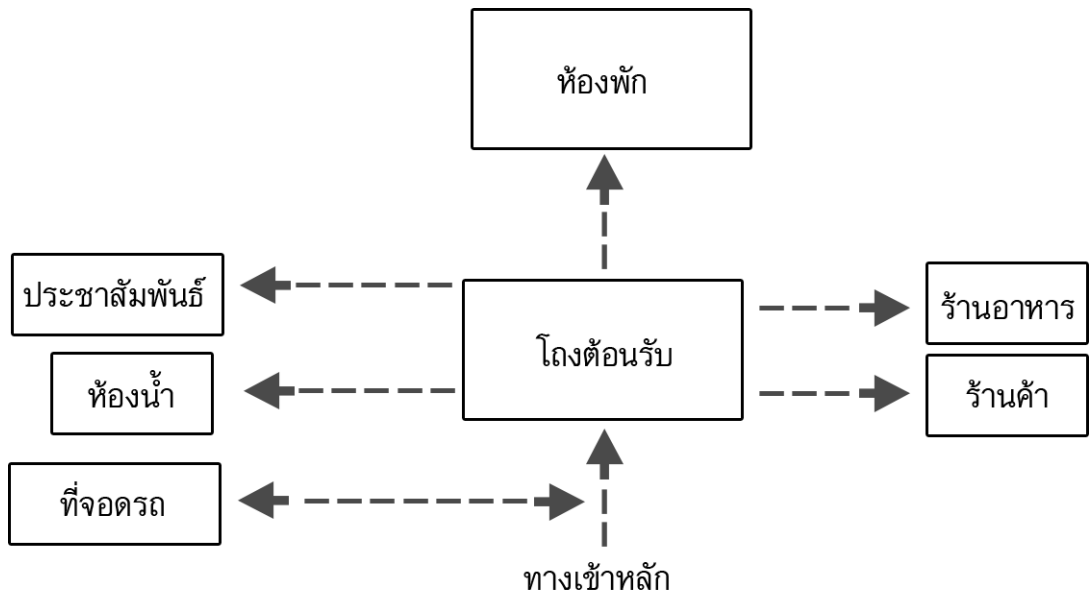 ห้องพัก
ประชาสัมพันธ์
ร้านอาหาร
โถงต้อนรับ
ห้องน้ำ
ร้านค้า
ที่จอดรถ
ทางเข้าหลัก